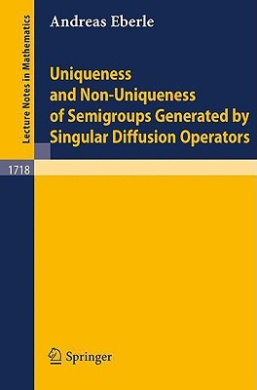 Andreas Eberle
Lecture Notes in Mathematics
1718
Uniqueness
and Non-Uniqueness
of Semigroups Generated by
Singular Diffusion Operators
Springer